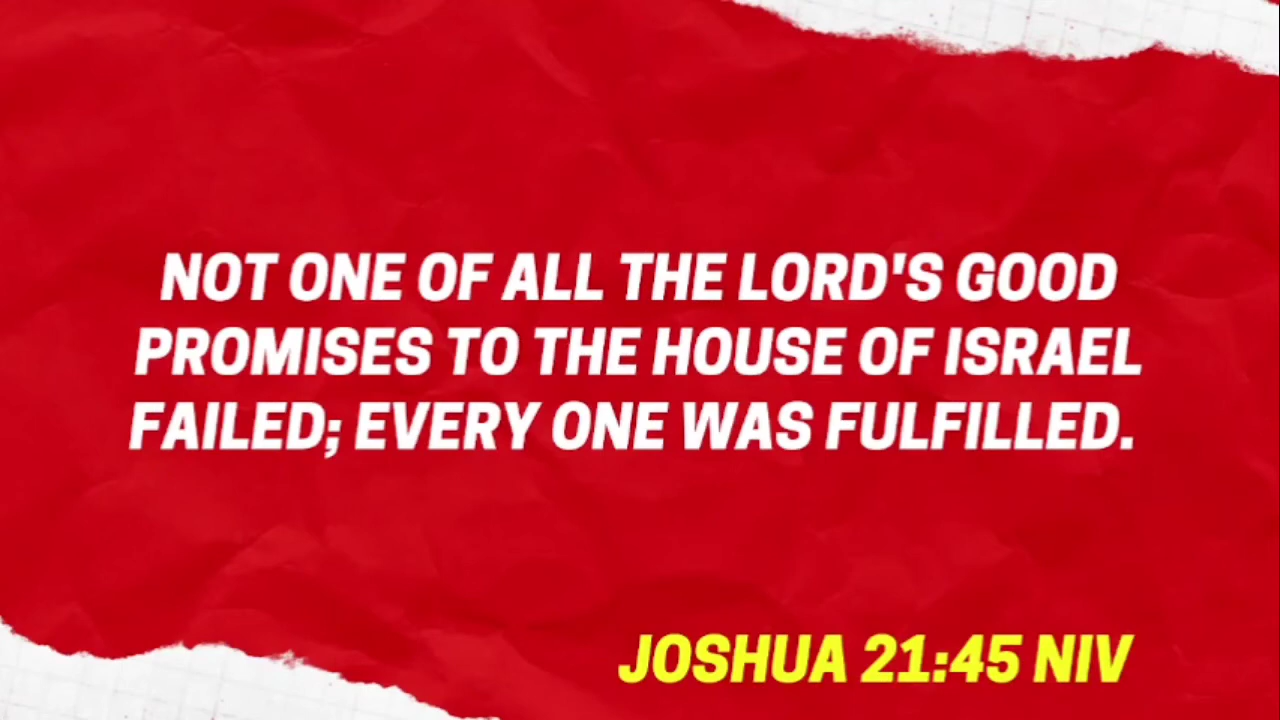 NOT ONE OF ALL THE LORD'S GOOD
PROMISES TO THE HOUSE OF ISRAEL
FAILED; EVERY ONE WAS FULFILLED.
JOSHUA 21:45 NIV